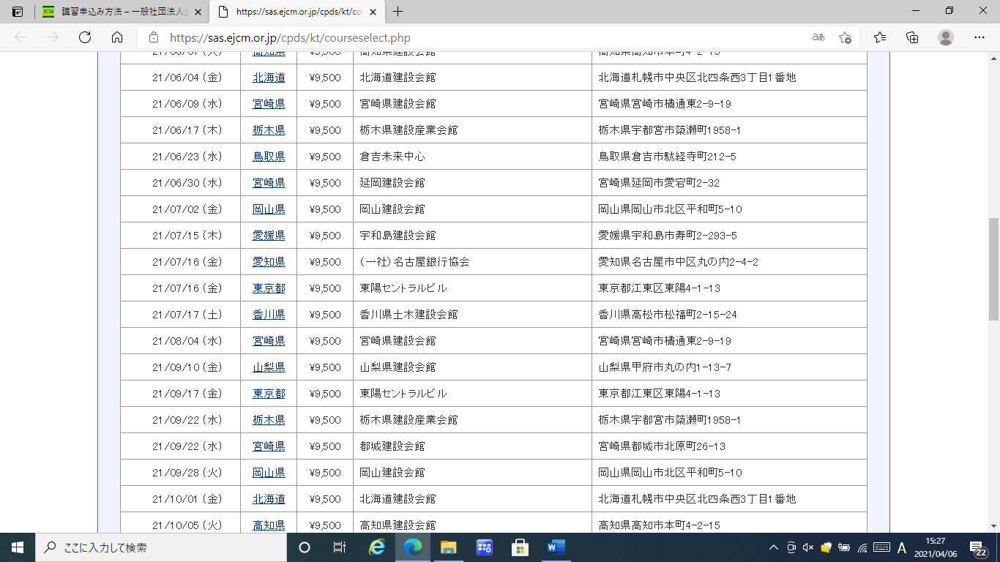 講習申込み方法 – 一般社団法人全
https://sas.ejcm.or.jp/cpds/kt/co
https://sas.ejcm.or.jp/cpds/kt/courseselect.php
21/06/01 (火) 高知県 ¥9,500 高知県建設会館 高知県高知市本町4-2-15
21/06/04 (金) 北海道 ¥9,500 北海道建設会館 北海道札幌市中央区北四条西3丁目1番地
21/06/09 (水) 宮崎県 ¥9,500 宮崎県建設会館 宮崎県宮崎市橘通東2-9-19
21/06/17 (木) 栃木県 ¥9,500 栃木県建設産業会館 栃木県宇都宮市簗瀬町1958-1
21/06/23 (水) 鳥取県 ¥9,500 倉吉未来中心 鳥取県倉吉市駄経寺町212-5
21/06/30 (水) 宮崎県 ¥9,500 延岡建設会館 宮崎県延岡市愛宕町2-32
21/07/02 (金) 岡山県 ¥9,500 岡山建設会館 岡山県岡山市北区平和町5-10
21/07/15 (木) 愛媛県 ¥9,500 宇和島建設会館 愛媛県宇和島市寿町2-293-5
21/07/16 (金) 愛知県 ¥9,500 (一社) 名古屋銀行協会 愛知県名古屋市中区丸の内2-4-2
21/07/16 (金) 東京都 ¥9,500 東陽セントラルビル 東京都江東区東陽4-1-13
21/07/17 (土) 香川県 ¥9,500 香川県土木建設会館 香川県高松市松福町2-15-24
21/08/04 (水) 宮崎県 ¥9,500 宮崎県建設会館 宮崎県宮崎市橘通東2-9-19
21/09/10 (金) 山梨県 ¥9,500 山梨県建設会館 山梨県甲府市丸の内1-13-7
21/09/17 (金) 東京都 ¥9,500 東陽セントラルビル 東京都江東区東陽4-1-13
21/09/22 (水) 栃木県 ¥9,500 栃木県建設産業会館 栃木県宇都宮市簗瀬町1958-1
21/09/22 (水) 宮崎県 ¥9,500 都城建設会館 宮崎県都城市北原町26-13
21/09/28 (火) 岡山県 ¥9,500 岡山建設会館 岡山県岡山市北区平和町5-10
21/10/01 (金) 北海道 ¥9,500 北海道建設会館 北海道札幌市中央区北四条西3丁目1番地
21/10/05 (火) 高知県 ¥9,500 高知県建設会館 高知県高知市本町4-2-15
ここに入力して検索
A
15:27
2021/04/06
22